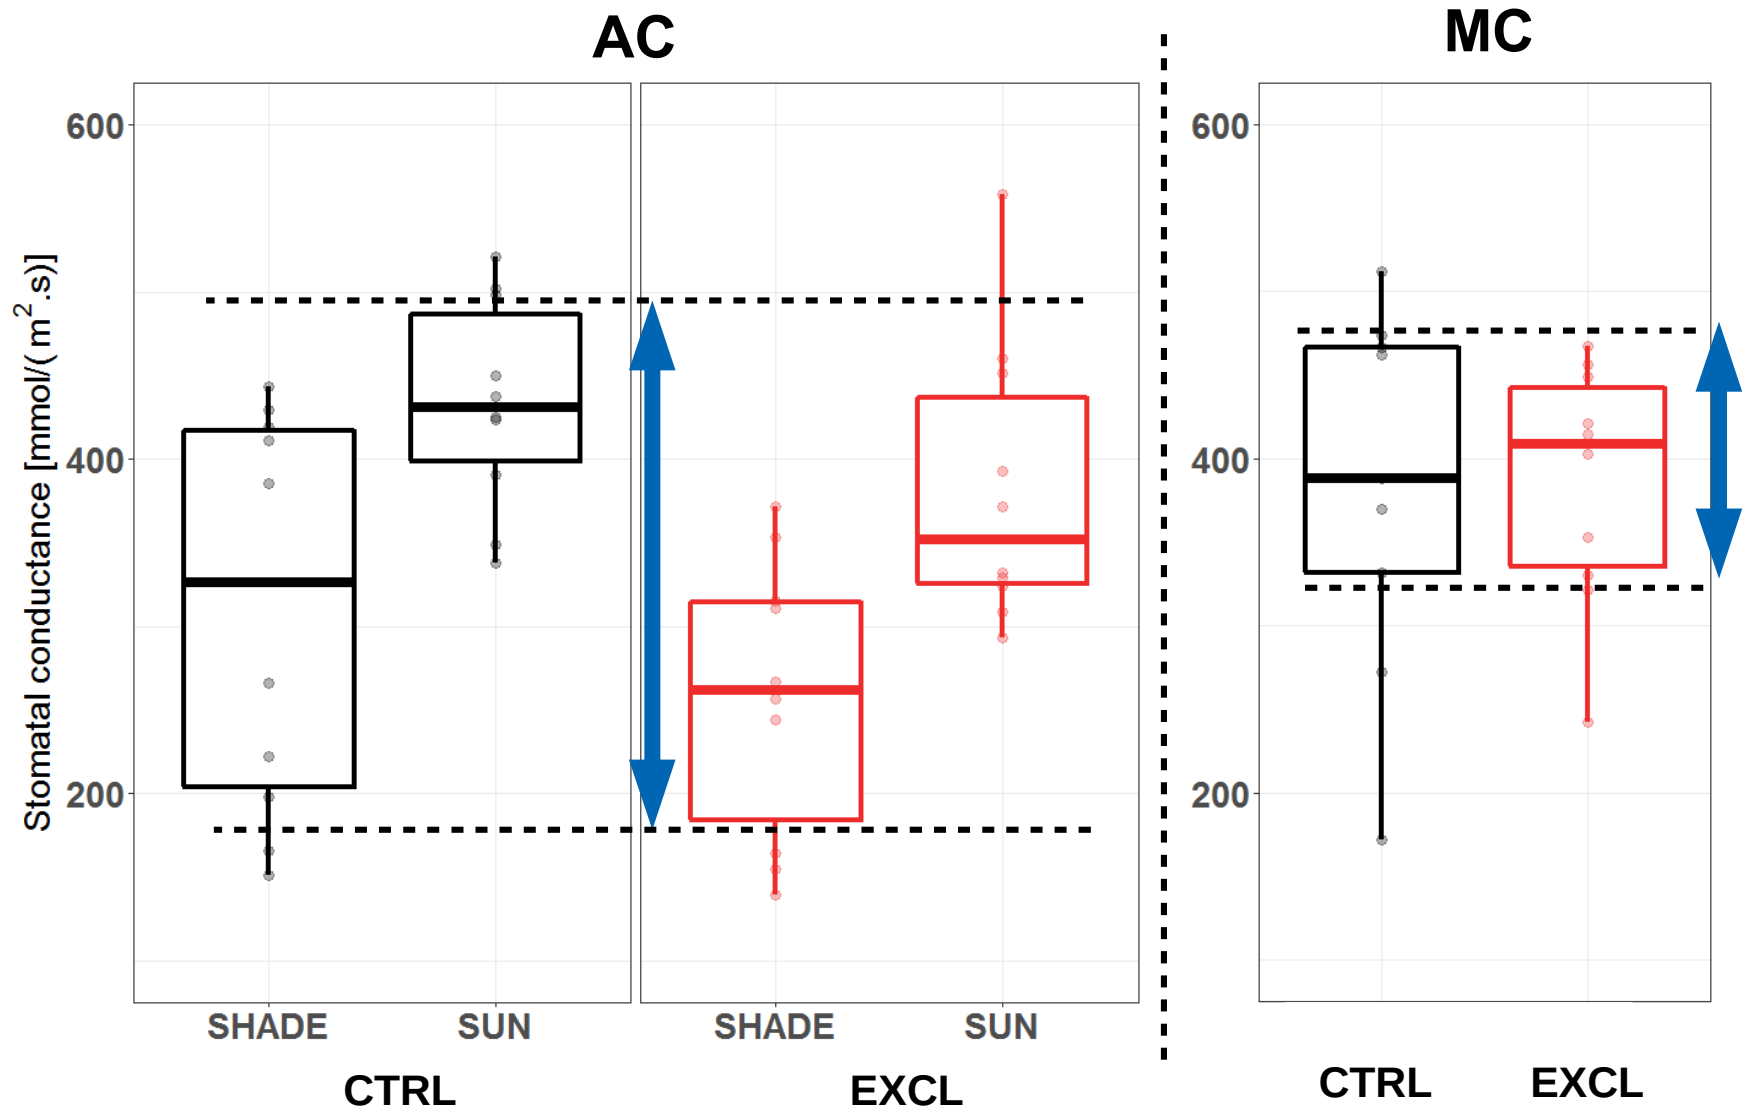 AC
MC
600
400
200
Stomatal conductance [mmol/( m².s)]
SHADE SUN SHADE SUN
CTRL EXCL
600
400
200
CTRL EXCL